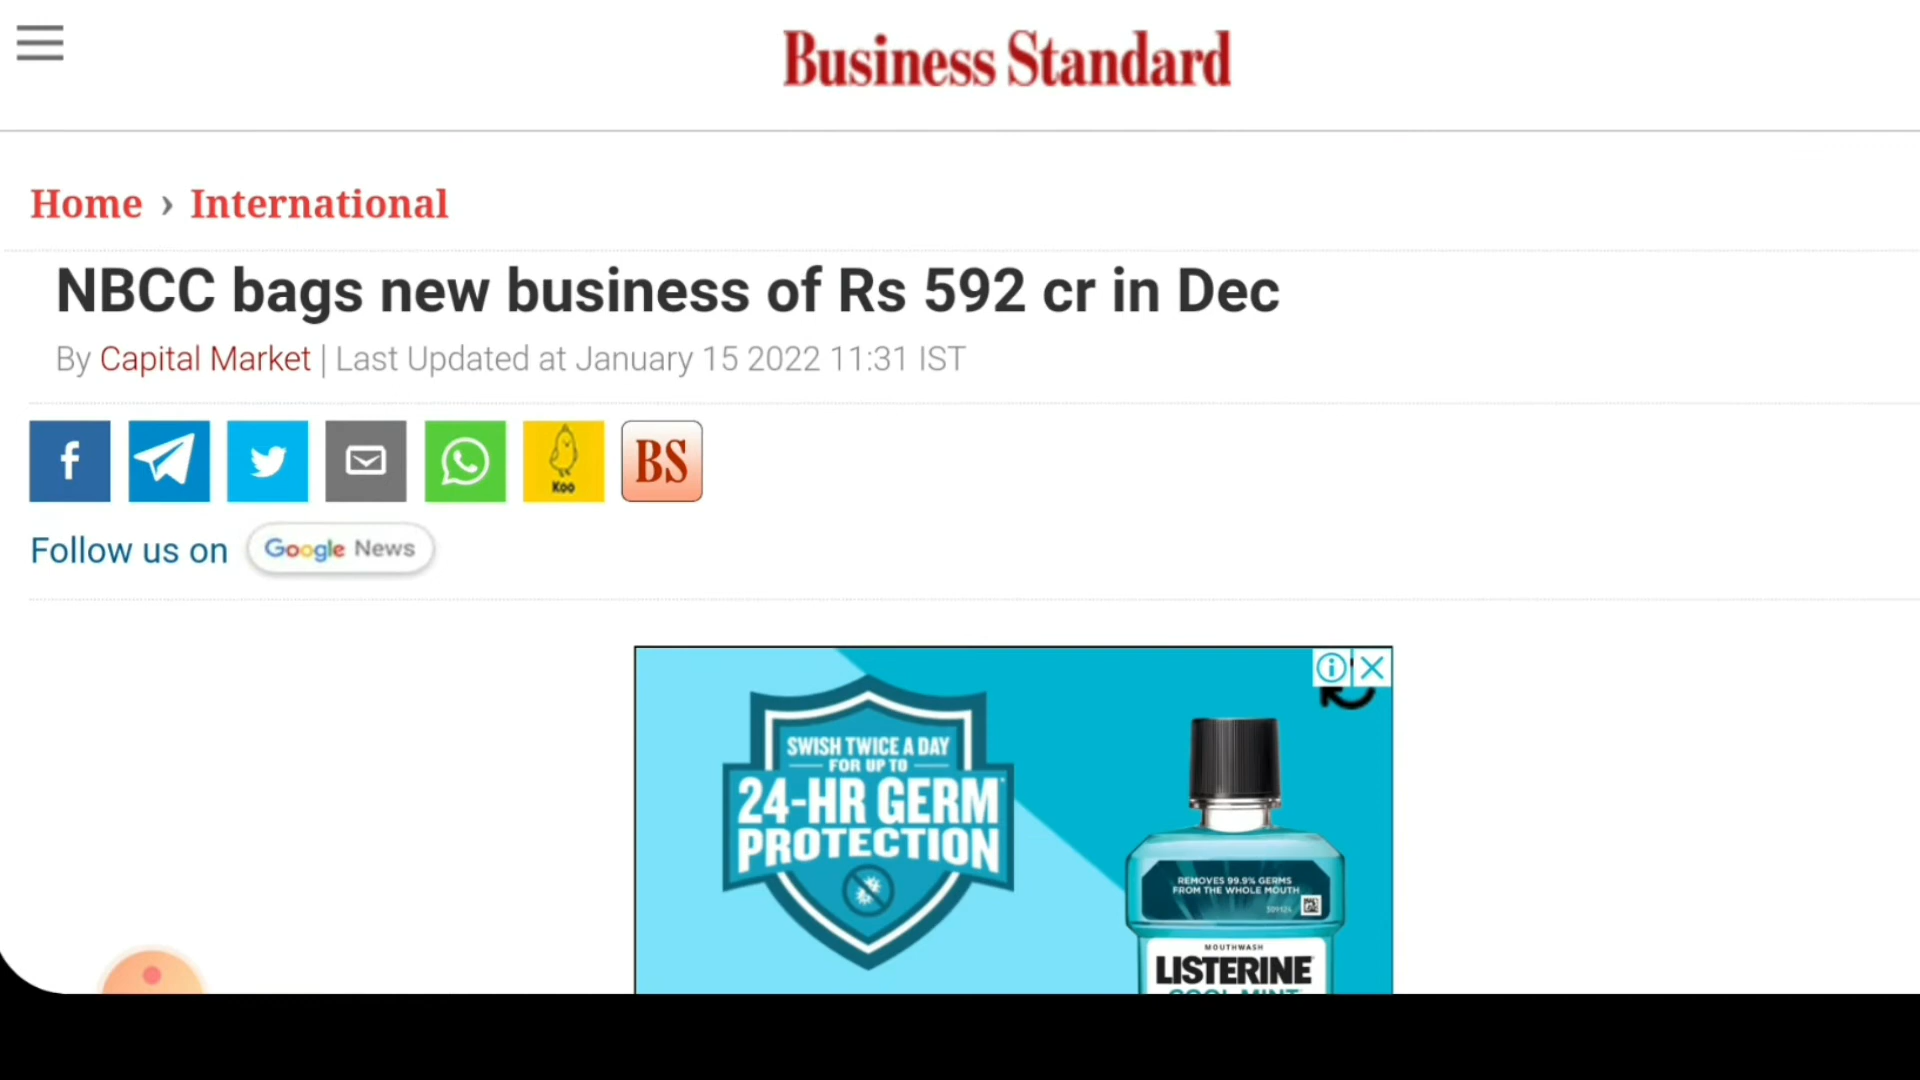 Business Standard
Home › International
NBCC bags new business of Rs 592 cr in Dec
By Capital Market | Last Updated at January 15 2022 11:31 IST
f
Koo
BS
Follow us on Google News
SWISH TWICE A DAY
FOR UP TO
24-HR GERM
PROTECTION
REMOVES 99.9% GERMS
FROM THE WHOLE MOUTH
MOUTHWASH
LISTERINE
COOL MINT